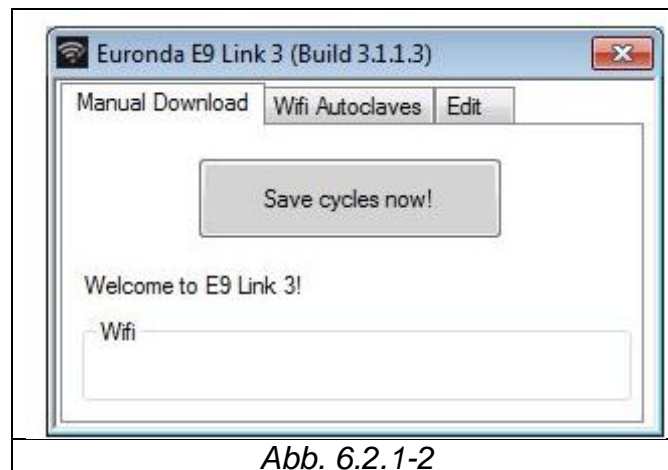 Euronda E9 Link 3 (Build 3.1.1.3)
Manual Download Wifi Autoclaves Edit
Save cycles now!
Welcome to E9 Link 3!
Wifi
Abb. 6.2.1-2